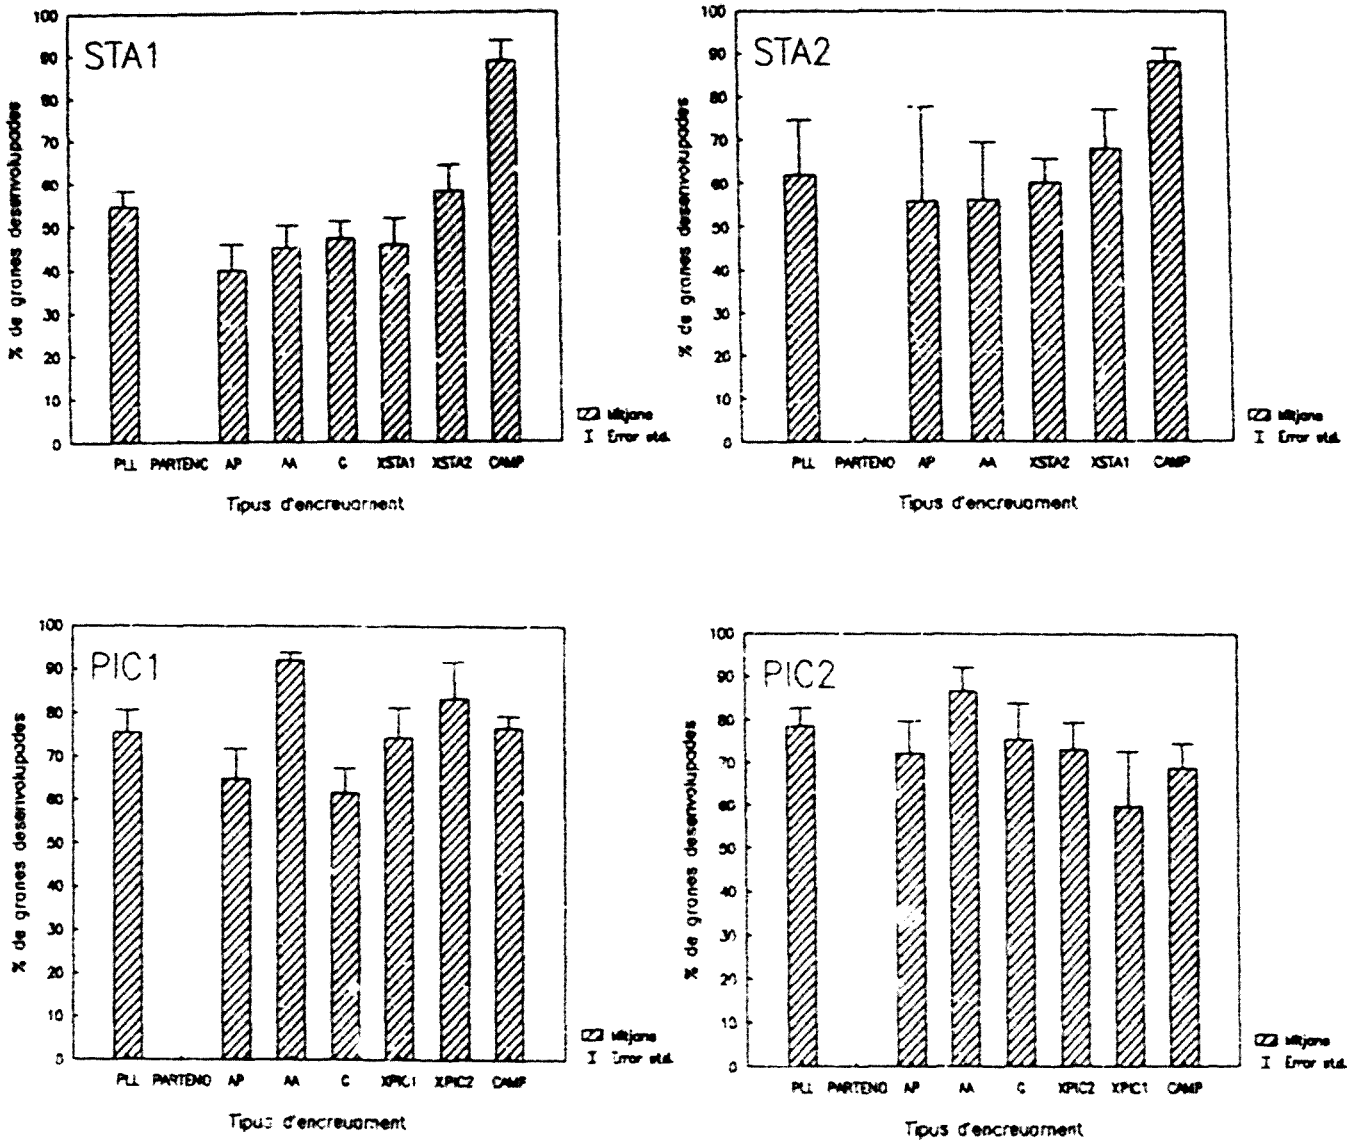 STA1
% de granes desenvolupades
100
90
80
70
60
50
40
30
20
10
0
PLL PARTENC AP AA G XSTA1 XSTA2 CAMP
Tipus d'encreuament
Mitjana
Error std.
STA2
% de granes desenvolupades
100
90
80
70
60
50
40
30
20
10
0
PLL PARTENO AP AA XSTA2 XSTA1 CAMP
Tipus d'encreuament
Mitjana
Error std.
PIC1
% de granes desenvolupades
100
90
80
70
60
50
40
30
20
10
0
PLL PARTENO AP AA G XPIC1 XPIC2 CAMP
Tipus d'encreuament
Mitjana
Error std.
PIC2
% de granes desenvolupades
100
90
80
70
60
50
40
30
20
10
0
PLL PARTENO AP AA G XPIC2 XPIC1 CAMP
Tipus d'encreuament
Mitjana
Error std.